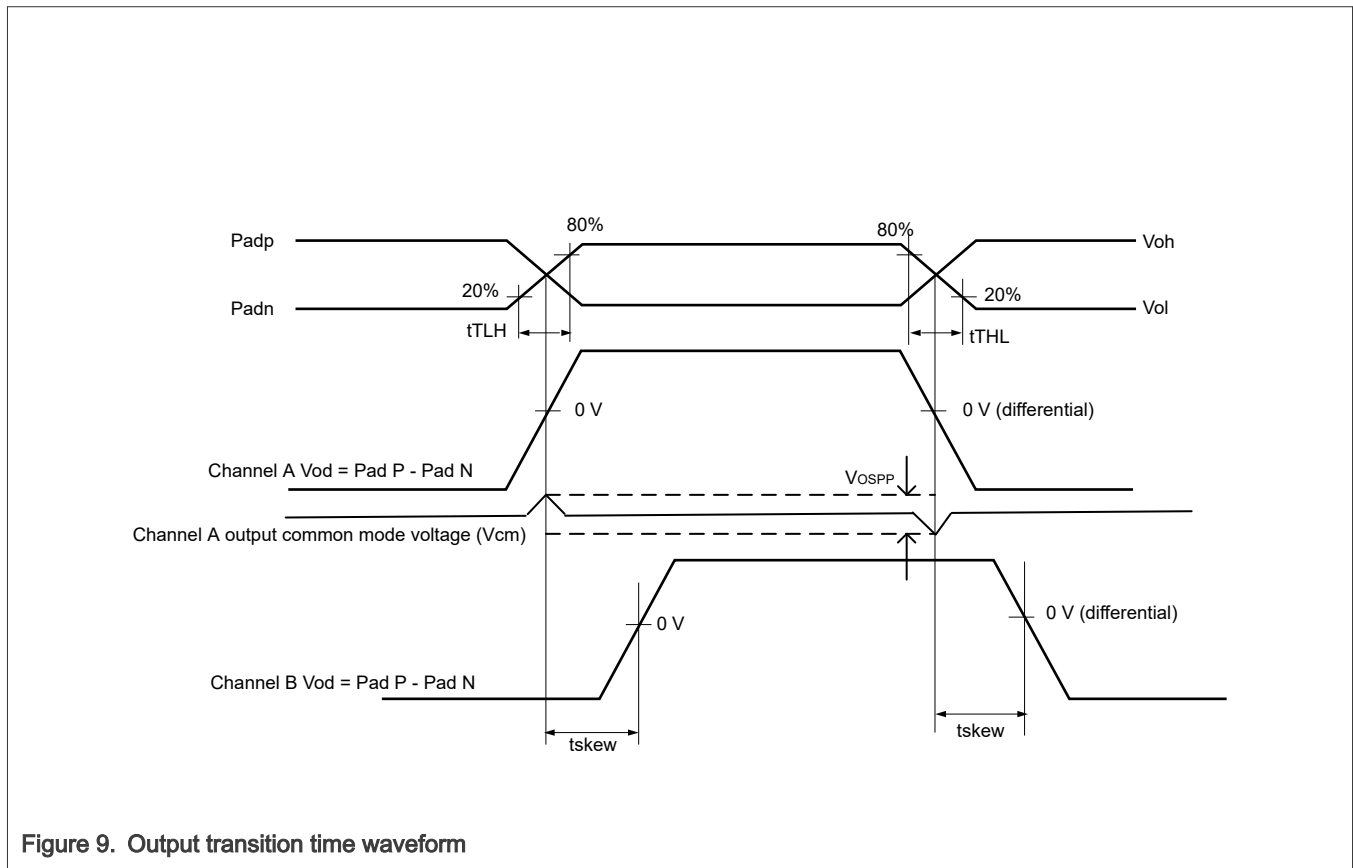 80%
80%
Padp
Voh
20%
20%
Padn
Vol
tTLH
tTHL
0 V
0 V (differential)
Channel A Vod = Pad P - Pad N
VOSPP
Channel A output common mode voltage (Vcm)
0 V
0 V (differential)
Channel B Vod = Pad P - Pad N
tskew
tskew
Figure 9. Output transition time waveform